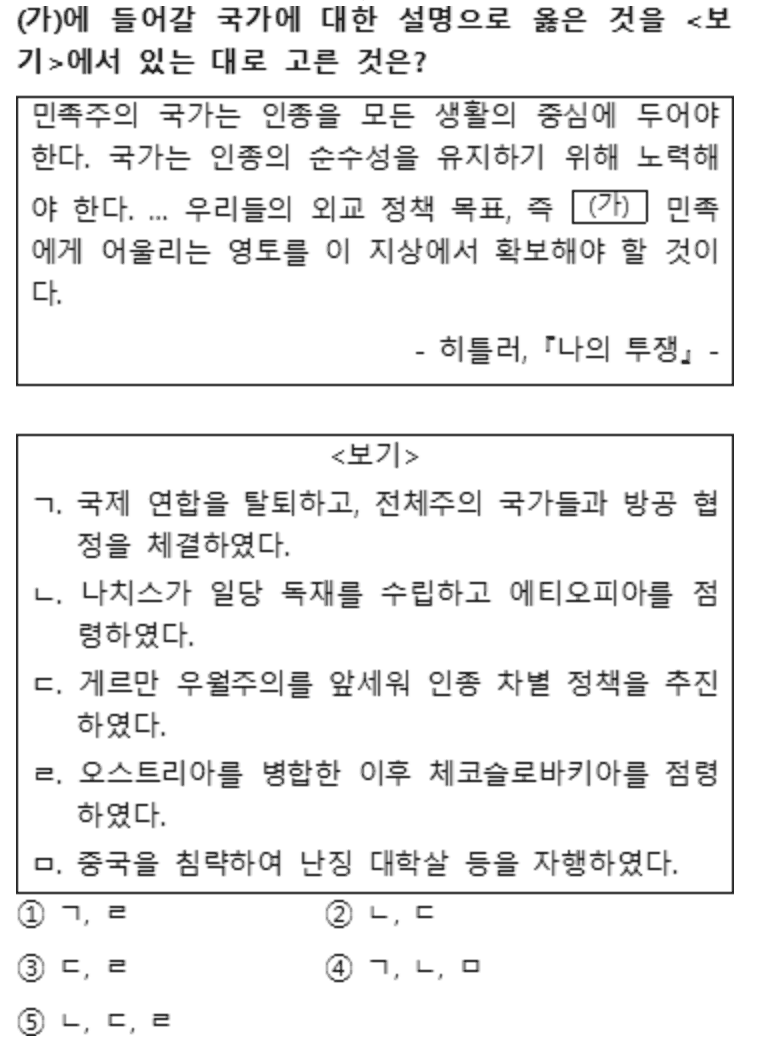 (가)에 들어갈 국가에 대한 설명으로 옳은 것을 <보
기>에서 있는 대로 고른 것은?
민족주의 국가는 인종을 모든 생활의 중심에 두어야
한다. 국가는 인종의 순수성을 유지하기 위해 노력해
야 한다. ... 우리들의 외교 정책 목표, 즉 (가) 민족
에게 어울리는 영토를 이 지상에서 확보해야 할 것이
다.
- 히틀러, 『나의 투쟁』 -
<보기>
ㄱ. 국제 연합을 탈퇴하고, 전체주의 국가들과 방공 협
정을 체결하였다.
ㄴ. 나치스가 일당 독재를 수립하고 에티오피아를 점
령하였다.
ㄷ. 게르만 우월주의를 앞세워 인종 차별 정책을 추진
하였다.
ㄹ. 오스트리아를 병합한 이후 체코슬로바키아를 점령
하였다.
ㅁ. 중국을 침략하여 난징 대학살 등을 자행하였다.
① ㄱ, ㄹ ② ㄴ, ㄷ
③ ㄷ, ㄹ ④ ㄱ, ㄴ, ㅁ
⑤ ㄴ, ㄷ, ㄹ